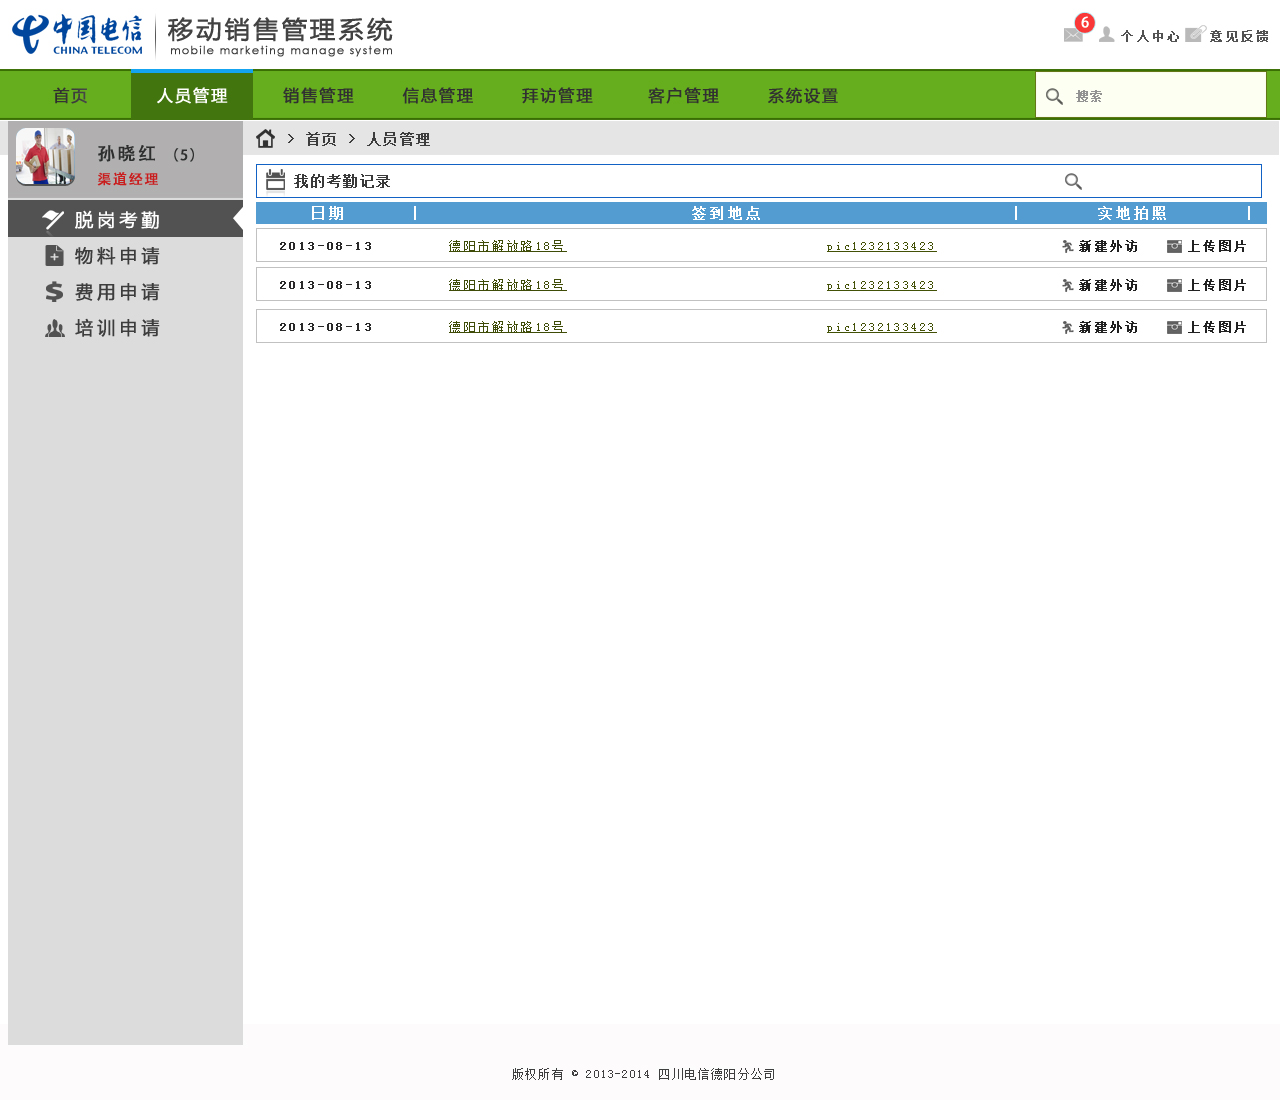 中国电信
CHINA TELECOM
移动销售管理系统
mobile marketing manage system
6
个人中心
意见反馈
首页
人员管理
销售管理
信息管理
拜访管理
客户管理
系统设置
搜索
孙晓红 （5）
渠道经理
首页 > 人员管理
我的考勤记录
脱岗考勤
物料申请
费用申请
培训申请
日期 | 签到地点 | 实地拍照 |
2013-08-13 德阳市解放路18号 pic1232133423 新建外访 上传图片
2013-08-13 德阳市解放路18号 pic1232133423 新建外访 上传图片
2013-08-13 德阳市解放路18号 pic1232133423 新建外访 上传图片
版权所有 © 2013-2014 四川电信德阳分公司